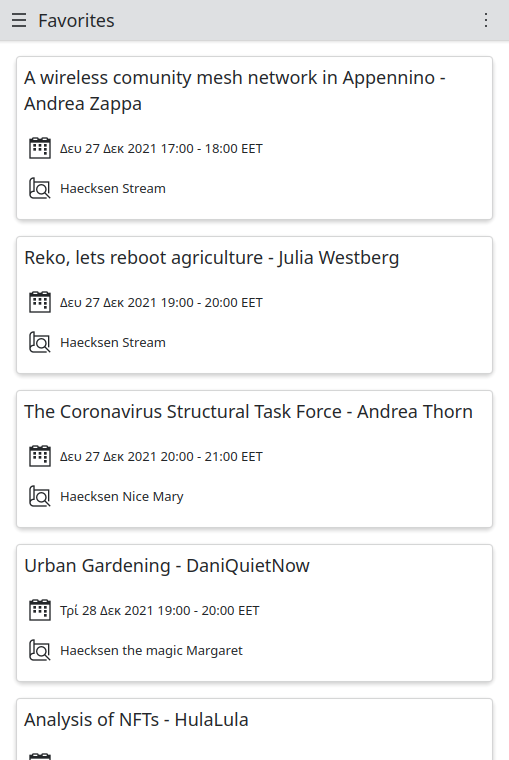 Favorites
A wireless comunity mesh network in Appennino -
Andrea Zappa
Δευ 27 Δεκ 2021 17:00 - 18:00 EET
Haecksen Stream
Reko, lets reboot agriculture - Julia Westberg
Δευ 27 Δεκ 2021 19:00 - 20:00 EET
Haecksen Stream
The Coronavirus Structural Task Force - Andrea Thorn
Δευ 27 Δεκ 2021 20:00 - 21:00 EET
Haecksen Nice Mary
Urban Gardening - DaniQuietNow
Τρί 28 Δεκ 2021 19:00 - 20:00 EET
Haecksen the magic Margaret
Analysis of NFTs - HulaLula